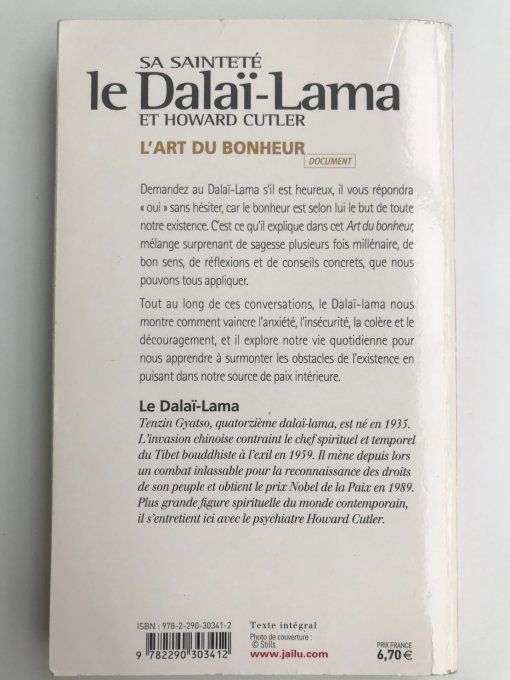 SA SAINTETÉ
le Dalaï-Lama
ET HOWARD CUTLER
L'ART DU BONHEUR
DOCUMENT
Demandez au Dalaï-Lama s'il est heureux, il vous répondra
« oui » sans hésiter, car le bonheur est selon lui le but de toute
notre existence. C'est ce qu'il explique dans cet Art du bonheur,
mélange surprenant de sagesse plusieurs fois millénaire, de
bon sens, de réflexions et de conseils concrets, que nous
pouvons tous appliquer.
Tout au long de ces conversations, le Dalaï-lama nous
montre comment vaincre l'anxiété, l'insécurité, la colère et le
découragement, et il explore notre vie quotidienne pour
nous apprendre à surmonter les obstacles de l'existence en
puisant dans notre source de paix intérieure.
Le Dalaï-Lama
Tenzin Gyatso, quatorzième dalaï-lama, est né en 1935.
L'invasion chinoise contraint le chef spirituel et temporel
du Tibet bouddhiste à l'exil en 1959. Il mène depuis lors
un combat inlassable pour la reconnaissance des droits
de son peuple et obtient le prix Nobel de la Paix en 1989.
Plus grande figure spirituelle du monde contemporain,
il s'entretient ici avec le psychiatre Howard Cutler.
ISBN : 978-2-290-30341-2
9 782290 303412
Texte intégral
Photo de couverture :
© Stills
www.jailu.com
PRIX FRANCE
6,70 €